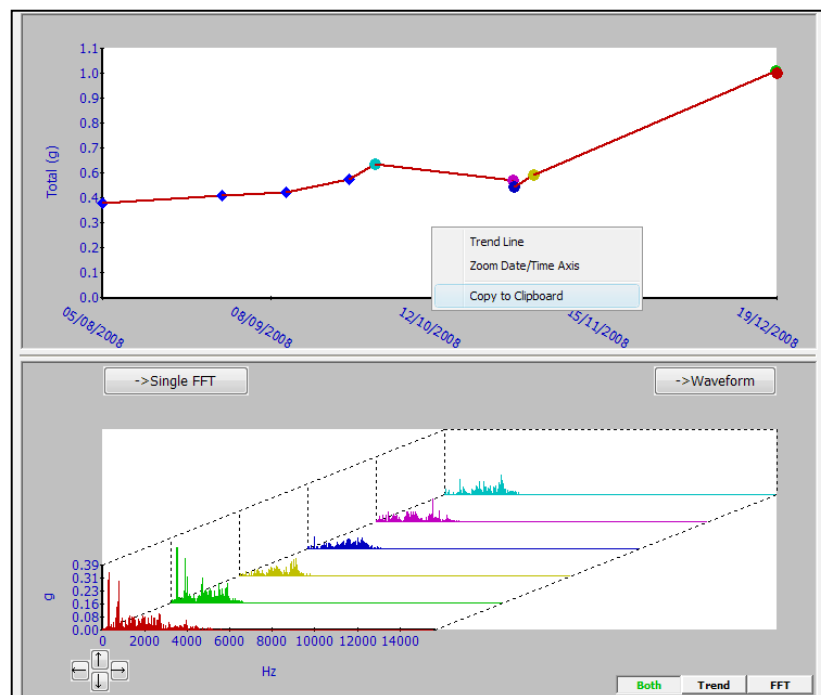 1.1
1.0
0.9
0.8
0.7
0.6
0.4
0.3
0.2
0.1
0.0
Total (g)
Trend Line
Zoom Date/Time Axis
Copy to Clipboard
05/08/2008
08/09/2008
12/10/2008
15/11/2008
19/12/2008
->Single FFT
->Waveform
0.39
0.31
0.23
0.16
0.08
0.00
g
0 2000 4000 6000 8000 10000 12000 14000
Hz
Both Trend FFT